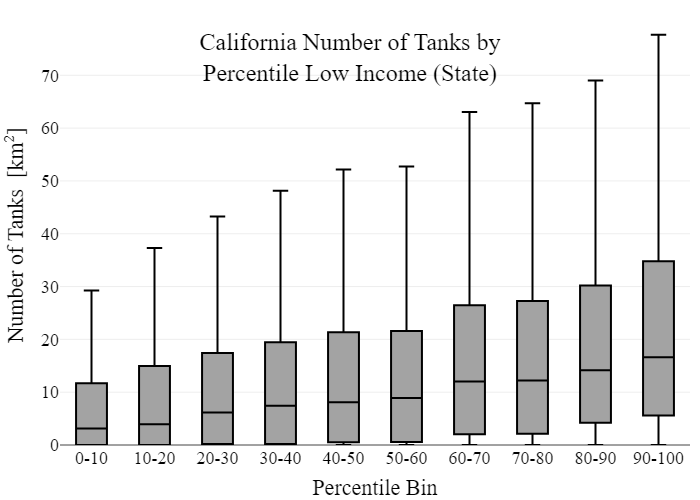 California Number of Tanks by
Percentile Low Income (State)
Number of Tanks [km²]
70
60
50
40
30
20
10
0
0-10 10-20 20-30 30-40 40-50 50-60 60-70 70-80 80-90 90-100
Percentile Bin